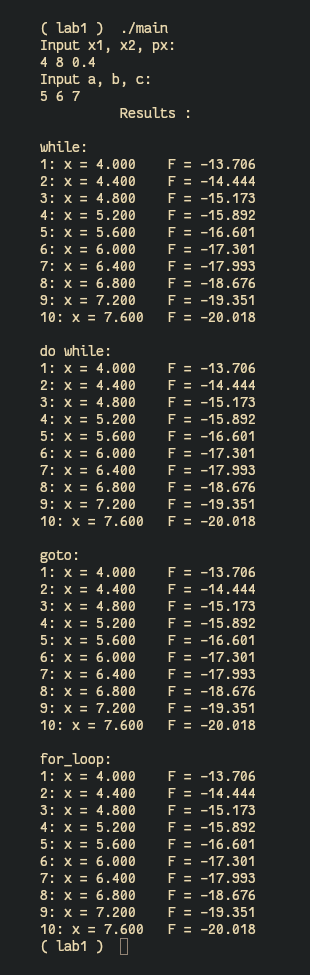 ( lab1 )  ./main
Input x1, x2, px:
4 8 0.4
Input a, b, c:
5 6 7
          Results :
while:
1: x = 4.000    F = -13.706
2: x = 4.400    F = -14.444
3: x = 4.800    F = -15.173
4: x = 5.200    F = -15.892
5: x = 5.600    F = -16.601
6: x = 6.000    F = -17.301
7: x = 6.400    F = -17.993
8: x = 6.800    F = -18.676
9: x = 7.200    F = -19.351
10: x = 7.600   F = -20.018
do while:
1: x = 4.000    F = -13.706
2: x = 4.400    F = -14.444
3: x = 4.800    F = -15.173
4: x = 5.200    F = -15.892
5: x = 5.600    F = -16.601
6: x = 6.000    F = -17.301
7: x = 6.400    F = -17.993
8: x = 6.800    F = -18.676
9: x = 7.200    F = -19.351
10: x = 7.600   F = -20.018
goto:
1: x = 4.000    F = -13.706
2: x = 4.400    F = -14.444
3: x = 4.800    F = -15.173
4: x = 5.200    F = -15.892
5: x = 5.600    F = -16.601
6: x = 6.000    F = -17.301
7: x = 6.400    F = -17.993
8: x = 6.800    F = -18.676
9: x = 7.200    F = -19.351
10: x = 7.600   F = -20.018
for_loop:
1: x = 4.000    F = -13.706
2: x = 4.400    F = -14.444
3: x = 4.800    F = -15.173
4: x = 5.200    F = -15.892
5: x = 5.600    F = -16.601
6: x = 6.000    F = -17.301
7: x = 6.400    F = -17.993
8: x = 6.800    F = -18.676
9: x = 7.200    F = -19.351
10: x = 7.600   F = -20.018
( lab1 )